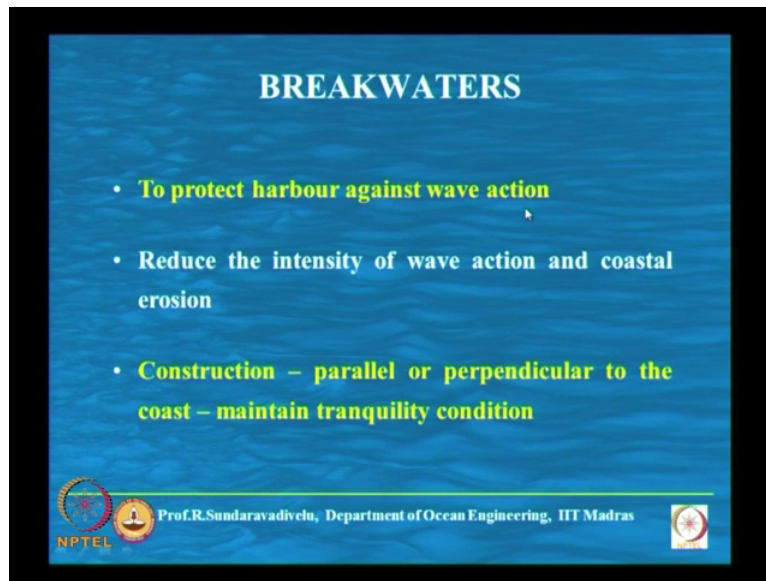 BREAKWATERS
• To protect harbour against wave action
• Reduce the intensity of wave action and coastal
erosion
• Construction – parallel or perpendicular to the
coast – maintain tranquility condition
Prof.R.Sundaravadivelu, Department of Ocean Engineering, IIT Madras
NPTEL
NPTEL